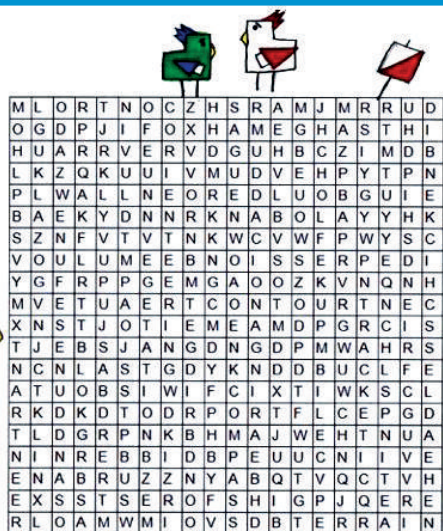 M L O R T N O C Z H S R A M J M R R U D
O G D P J I F O X H A M E G H A S T H I
H U A R R V E R V D G U H B C Z I M D B
L K Z Q K U U I V M U D V E H P Y T P N
P L W A L L N E O R E D L U O B G U I E
B A E K Y D N N R K N A B O L A Y Y H K
S Z N F V T V T N K W C V W F P W Y S C
V O U L U M E E B N O I S S E R P E D I
Y G F R P P G E M G A O O Z K V N Q N H
M V E T U A E R T C O N T O U R T N E C
X N S T J O T I E M E A M D P G R C I S
T J E B S J A N G D N G D P M W A H R S
N C N L A S T G D Y K N D D B U C L F E
A T U O B S I W I F C I X T I W K S C L
R K D K D T O D R P O R T F L C E P G D
T L D G R P N K B H M A J W E H T N U A
N I N R E B B I D B P E U U C N I I V E
E N A B R U Z Z N Y A B Q T V Q C T V H
E X S S T S E R O F S H I G P J Q E R E
R L O A M W M I O V S D B T E R R A I N